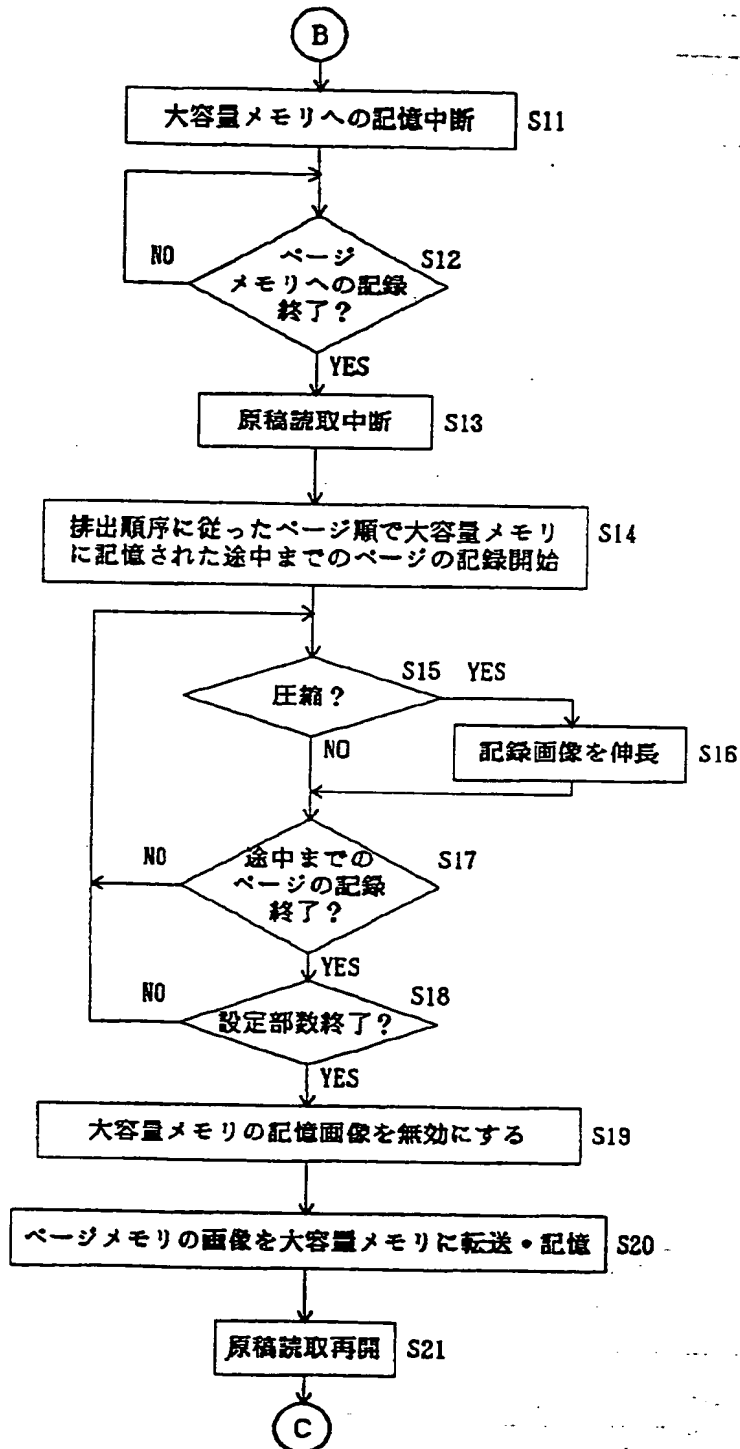 B
大容量メモリへの記憶中断 S11
NO
ページ
メモリへの記録
終了?
S12
YES
原稿読取中断 S13
排出順序に従ったページ順で大容量メモリ
に記憶された途中までのページの記録開始
S14
圧縮?
S15 YES
NO
記録画像を伸長 S16
NO
途中までの
ページの記録
終了?
S17
YES
NO
設定部数終了?
S18
YES
大容量メモリの記憶画像を無効にする S19
ページメモリの画像を大容量メモリに転送・記憶 S20
原稿読取再開 S21
C